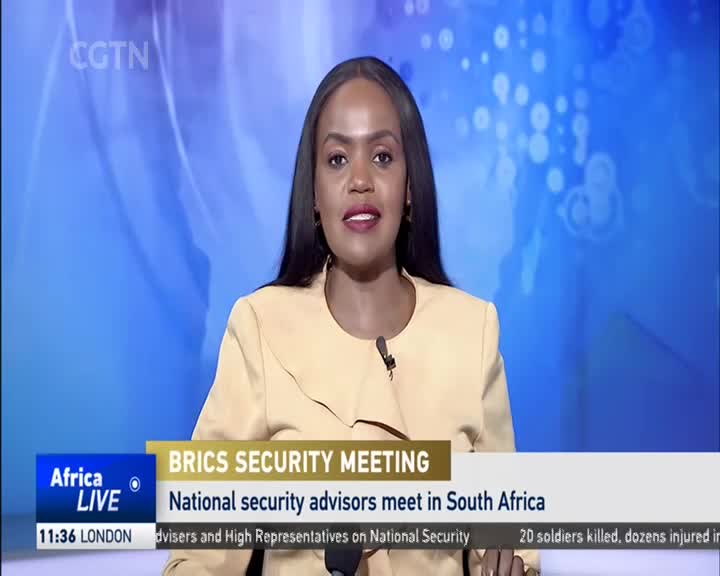 CGTN
BRICS SECURITY MEETING
Africa
LIVE
National security advisors meet in South Africa
11:36 LONDON
dvisers and High Representatives on National Security 20 soldiers killed, dozens injured in